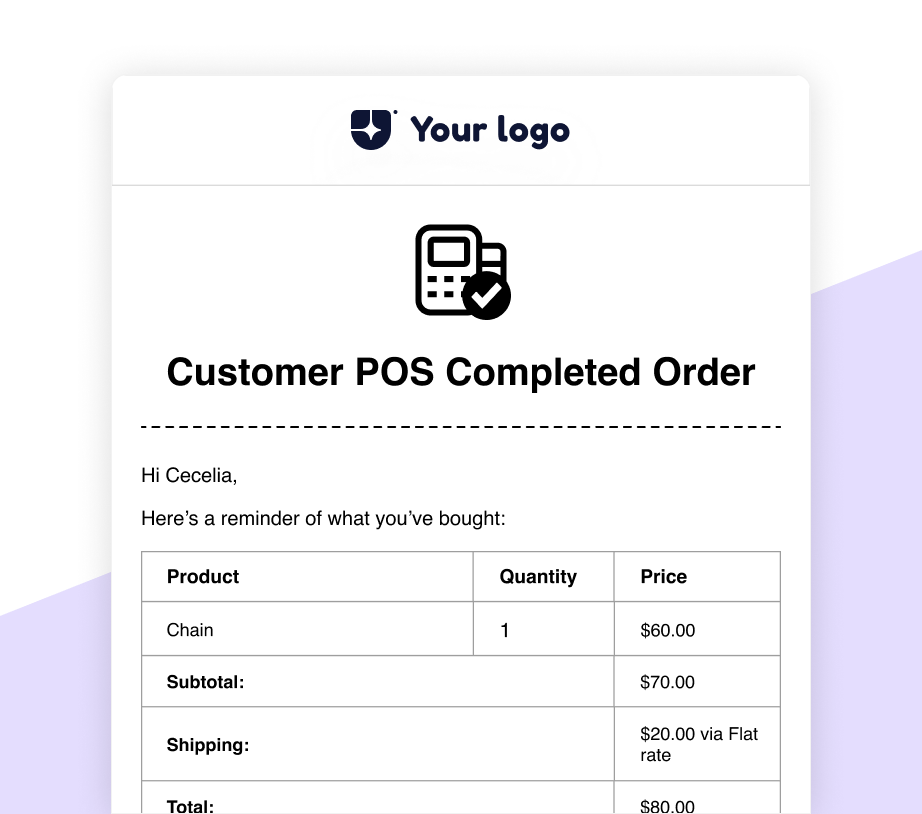 Your logo
Customer POS Completed Order
Hi Cecelia,
Here’s a reminder of what you’ve bought:
Product Quantity Price
Chain 1 $60.00
Subtotal: $70.00
Shipping: $20.00 via Flat
rate
Total: $80.00